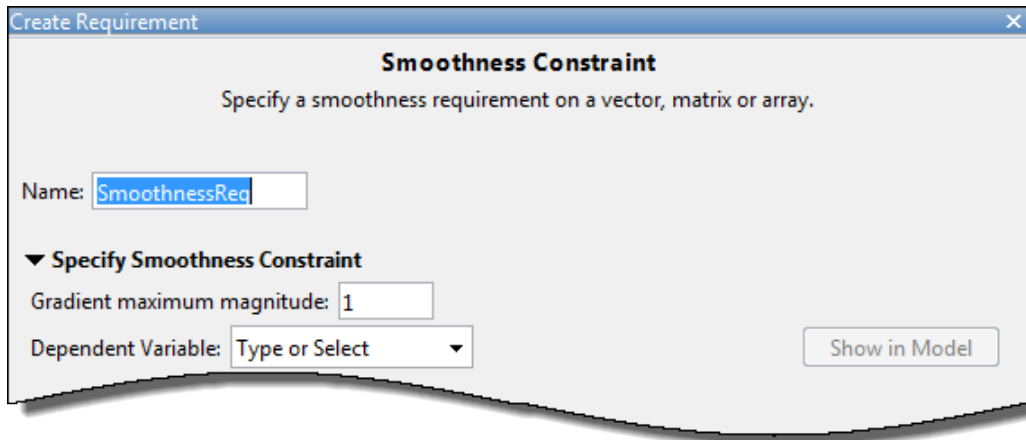 Create Requirement
Smoothness Constraint
Specify a smoothness requirement on a vector, matrix or array.
Name: SmoothnessReq
Specify Smoothness Constraint
Gradient maximum magnitude: 1
Dependent Variable: Type or Select Show in Model